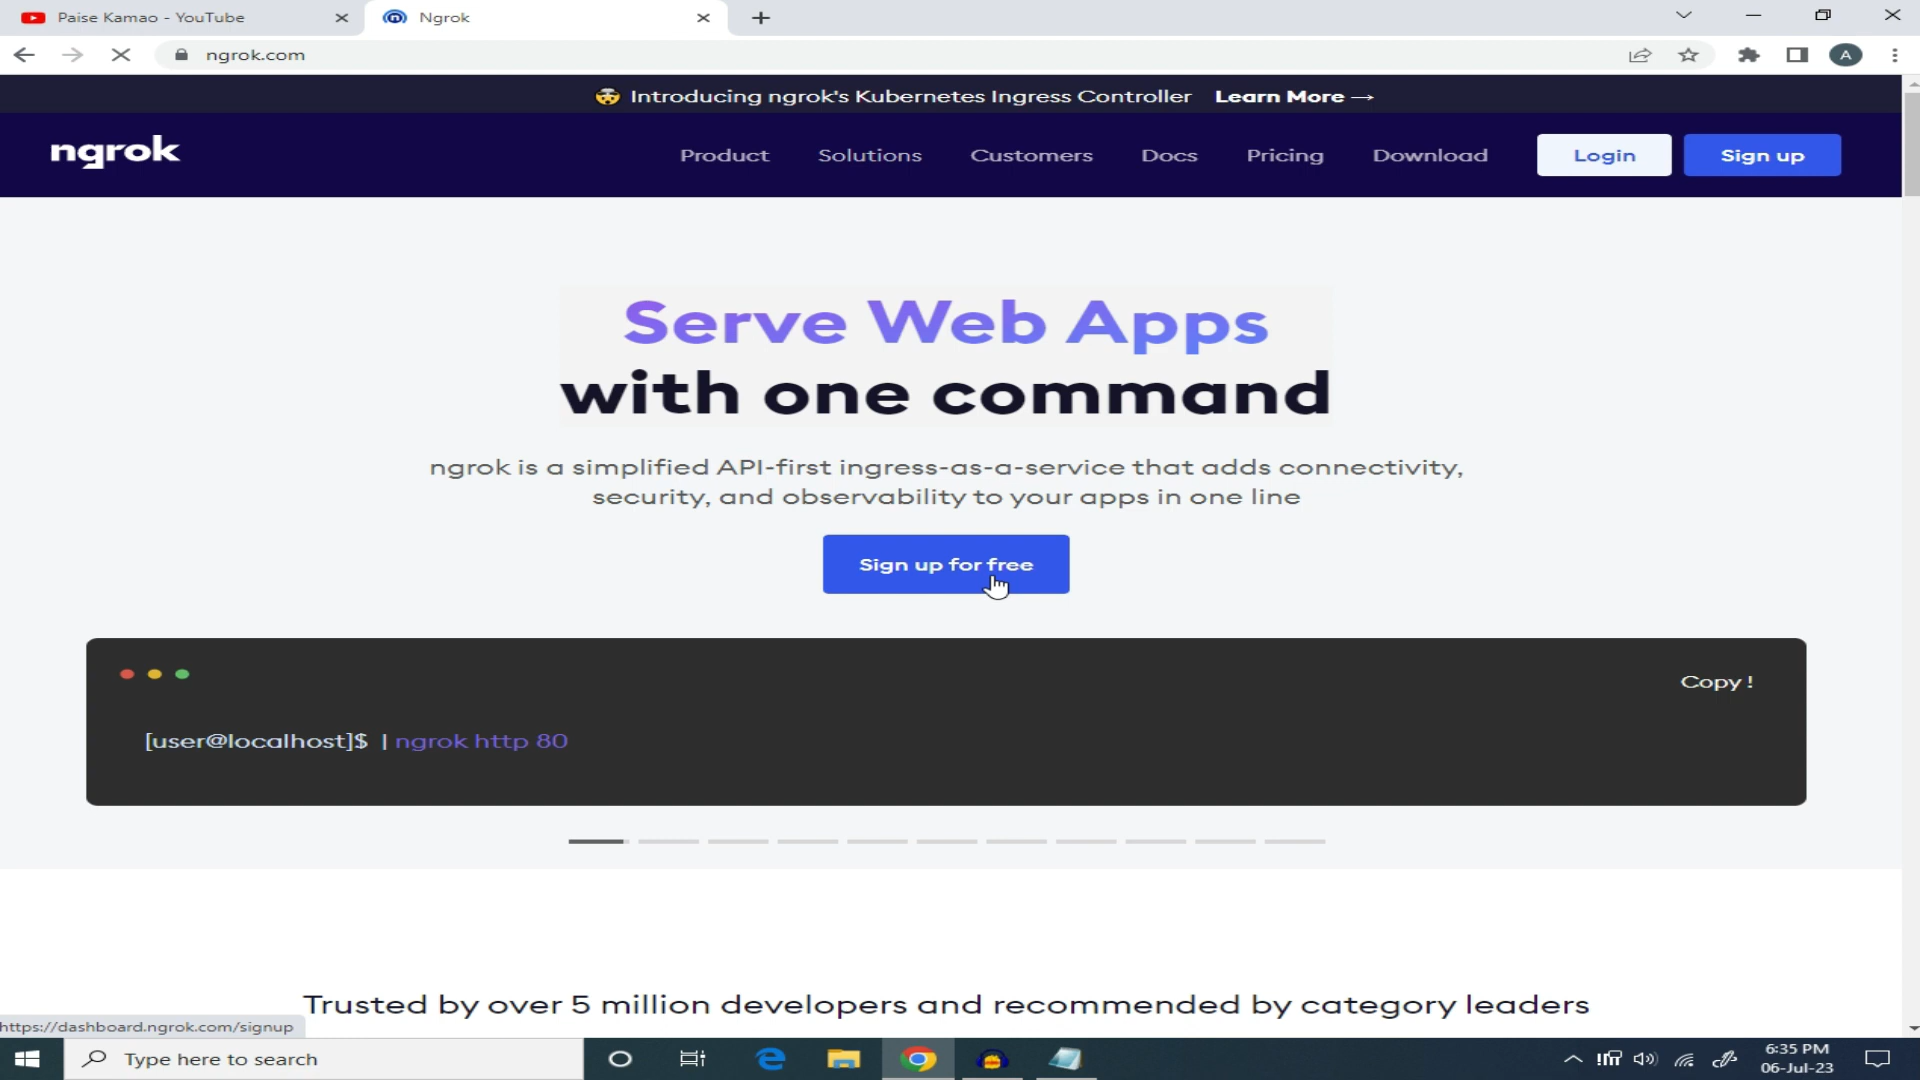 Paise Kamao - YouTube
Ngrok
ngrok.com
A
Introducing ngrok's Kubernetes Ingress Controller Learn More →
ngrok
Product Solutions Customers Docs Pricing Download Login Sign up
Serve Web Apps
with one command
ngrok is a simplified API-first ingress-as-a-service that adds connectivity,
security, and observability to your apps in one line
Sign up for free
Copy !
[user@localhost]$ | ngrok http 80
Trusted by over 5 million developers and recommended by category leaders
https://dashboard.ngrok.com/signup
Type here to search
6:35 PM
06-Jul-23